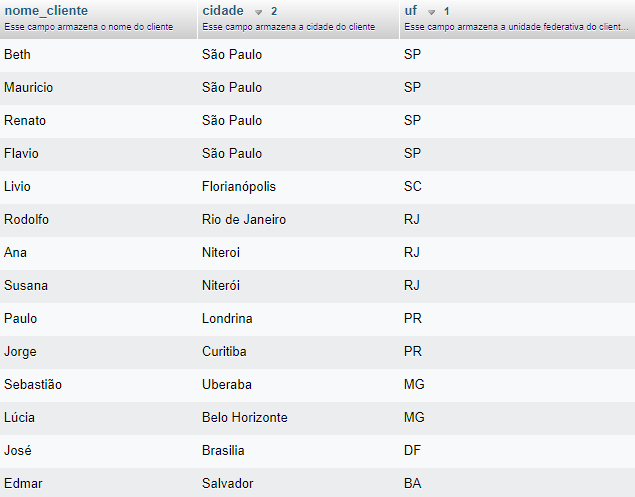 nome_cliente cidade 2 uf 1
Esse campo armazena o nome do cliente Esse campo armazena a cidade do cliente Esse campo armazena a unidade federativa do client...
Beth São Paulo SP
Mauricio São Paulo SP
Renato São Paulo SP
Flavio São Paulo SP
Livio Florianópolis SC
Rodolfo Rio de Janeiro RJ
Ana Niteroi RJ
Susana Niterói RJ
Paulo Londrina PR
Jorge Curitiba PR
Sebastião Uberaba MG
Lúcia Belo Horizonte MG
José Brasilia DF
Edmar Salvador BA